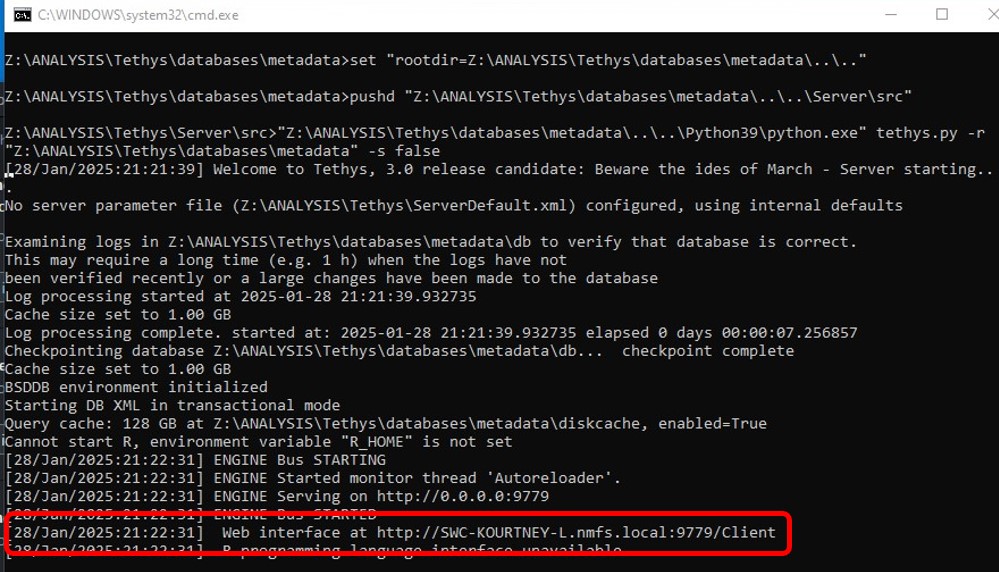 C:\WINDOWS\system32\cmd.exe
Z:\ANALYSIS\Tethys\databases\metadata>set "rootdir=Z:\ANALYSIS\Tethys\databases\metadata\..\.."
Z:\ANALYSIS\Tethys\databases\metadata>pushd "Z:\ANALYSIS\Tethys\databases\metadata\..\..\Server\src"
Z:\ANALYSIS\Tethys\Server\src>"Z:\ANALYSIS\Tethys\databases\metadata\..\..\Python39\python.exe" tethys.py -r
"Z:\ANALYSIS\Tethys\databases\metadata" -s false
[28/Jan/2025:21:21:39] Welcome to Tethys, 3.0 release candidate: Beware the ides of March - Server starting..
.
No server parameter file (Z:\ANALYSIS\Tethys\ServerDefault.xml) configured, using internal defaults
Examining logs in Z:\ANALYSIS\Tethys\databases\metadata\db to verify that database is correct.
This may require a long time (e.g. 1 h) when the logs have not
been verified recently or a large changes have been made to the database
Log processing started at 2025-01-28 21:21:39.932735
Cache size set to 1.00 GB
Log processing complete. started at: 2025-01-28 21:21:39.932735 elapsed 0 days 00:00:07.256857
Checkpointing database Z:\ANALYSIS\Tethys\databases\metadata\db...  checkpoint complete
Cache size set to 1.00 GB
BSDDB environment initialized
Starting DB XML in transactional mode
Query cache: 128 GB at Z:\ANALYSIS\Tethys\databases\metadata\diskcache, enabled=True
Cannot start R, environment variable "R_HOME" is not set
[28/Jan/2025:21:22:31] ENGINE Bus STARTING
[28/Jan/2025:21:22:31] ENGINE Started monitor thread 'Autoreloader'.
[28/Jan/2025:21:22:31] ENGINE Serving on http://0.0.0.0:9779
[28/Jan/2025:21:22:31] ENGINE Bus STARTED
[28/Jan/2025:21:22:31]  Web interface at http://SWC-KOURTNEY-L.nmfs.local:9779/Client
[28/Jan/2025:21:22:31]  R programming language interface unavailable